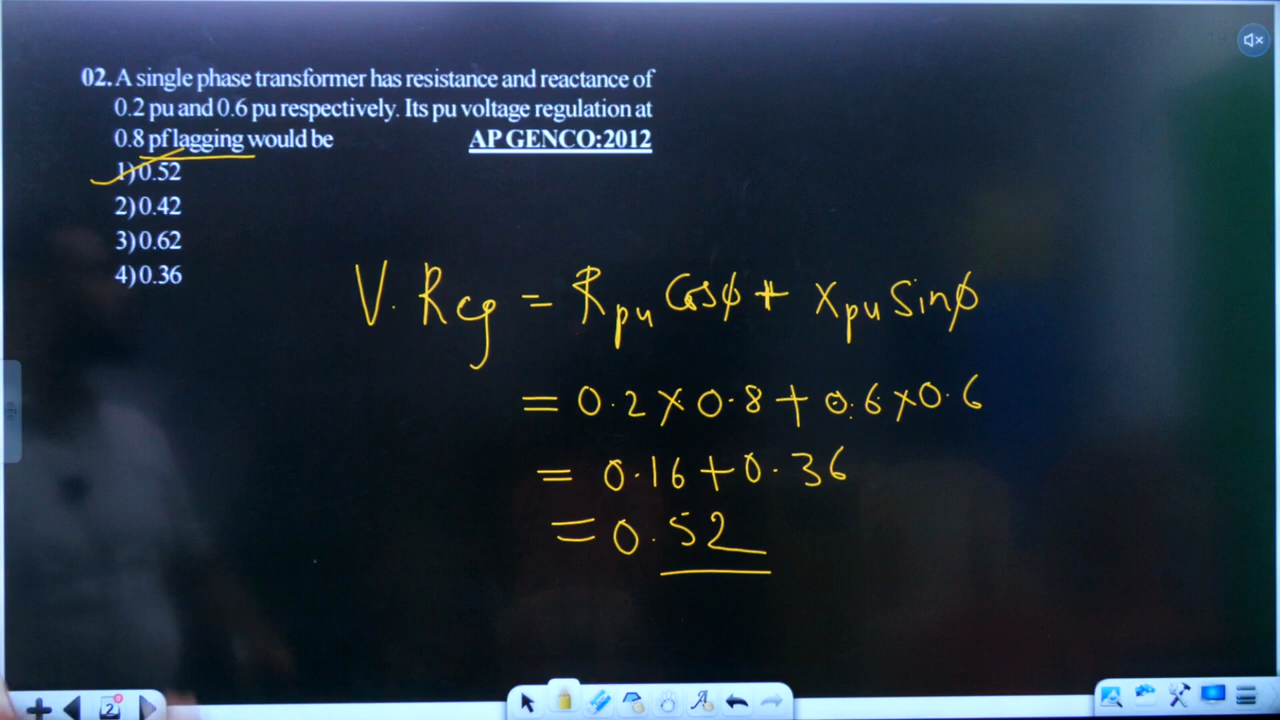 02. A single phase transformer has resistance and reactance of
0.2 pu and 0.6 pu respectively. Its pu voltage regulation at
0.8 pf lagging would be AP GENCO:2012
1) 0.52
2) 0.42
3) 0.62
4) 0.36
V. Reg = Rpu Cosϕ + Xpu Sinϕ
= 0.2 × 0.8 + 0.6 × 0.6
= 0.16 + 0.36
= 0.52
2